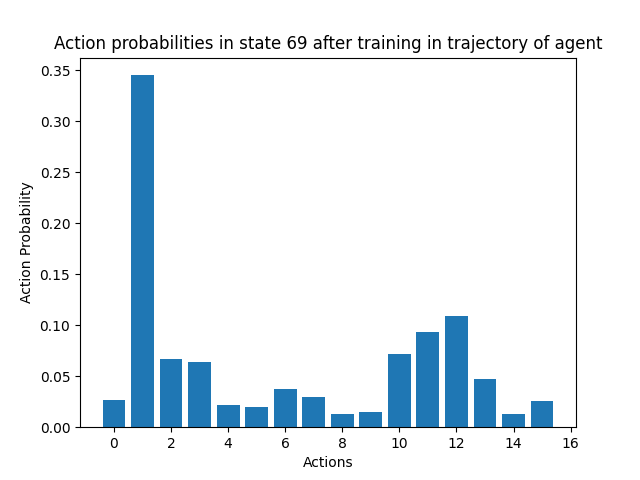 Action probabilities in state 69 after training in trajectory of agent
0.35
0.30
0.25
0.20
0.15
0.10
0.05
0.00
Action Probability
0 2 4 6 8 10 12 14 16
Actions